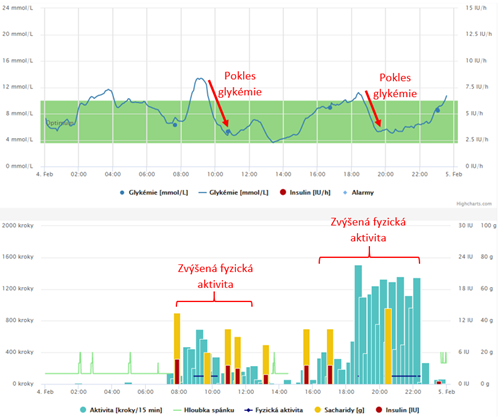 24 mmol/L
20 mmol/L
16 mmol/L
12 mmol/L
8 mmol/L
4 mmol/L
0 mmol/L
15 IU/h
12 IU/h
10 IU/h
7.5 IU/h
5 IU/h
2.5 IU/h
0 IU/h
Pokles
glykémie
Pokles
glykémie
4. Feb
02:00
04:00
06:00
08:00
10:00
12:00
14:00
16:00
18:00
20:00
22:00
5. Feb
Glykémie [mmol/L]
Glykémie [mmol/L]
Insulin [IU/h]
Alarmy
Highcharts.com
2000 kroky
1600 kroky
1200 kroky
800 kroky
400 kroky
0 kroky
30 IU
24 IU
18 IU
12 IU
6 IU
0 IU
100 g
80 g
60 g
40 g
20 g
0 g
Zvýšená fyzická
aktivita
Zvýšená fyzická
aktivita
4. Feb
02:00
04:00
06:00
08:00
10:00
12:00
14:00
16:00
18:00
20:00
22:00
5. Feb
Aktivita [kroky/15 min]
Hloubka spánku
Fyzická aktivita
Sacharidy [g]
Insulin [IU]